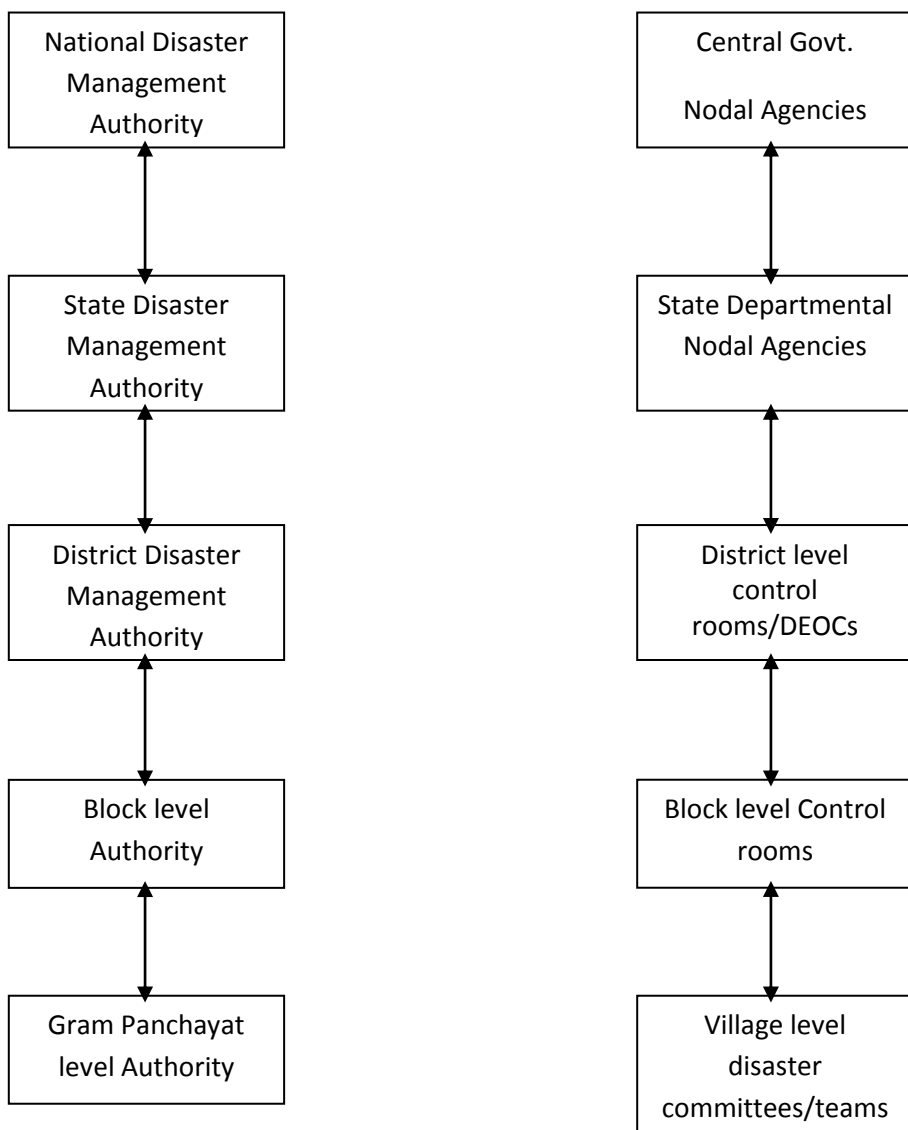 National Disaster
Management
Authority
Central Govt.
Nodal Agencies
State Disaster
Management
Authority
State Departmental
Nodal Agencies
District Disaster
Management
Authority
District level
control
rooms/DEOCs
Block level
Authority
Block level Control
rooms
Gram Panchayat
level Authority
Village level
disaster
committees/teams